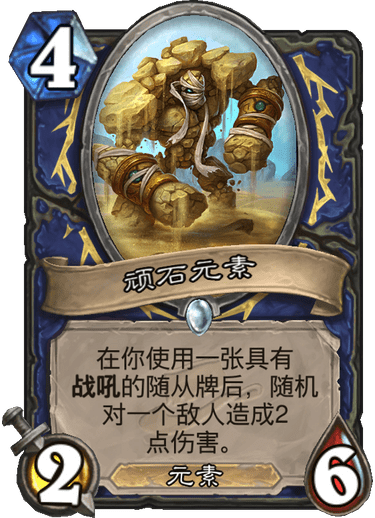 4
顽石元素
在你使用一张具有
战吼的随从牌后，随机
对一个敌人造成2
点伤害。
元素
2
6